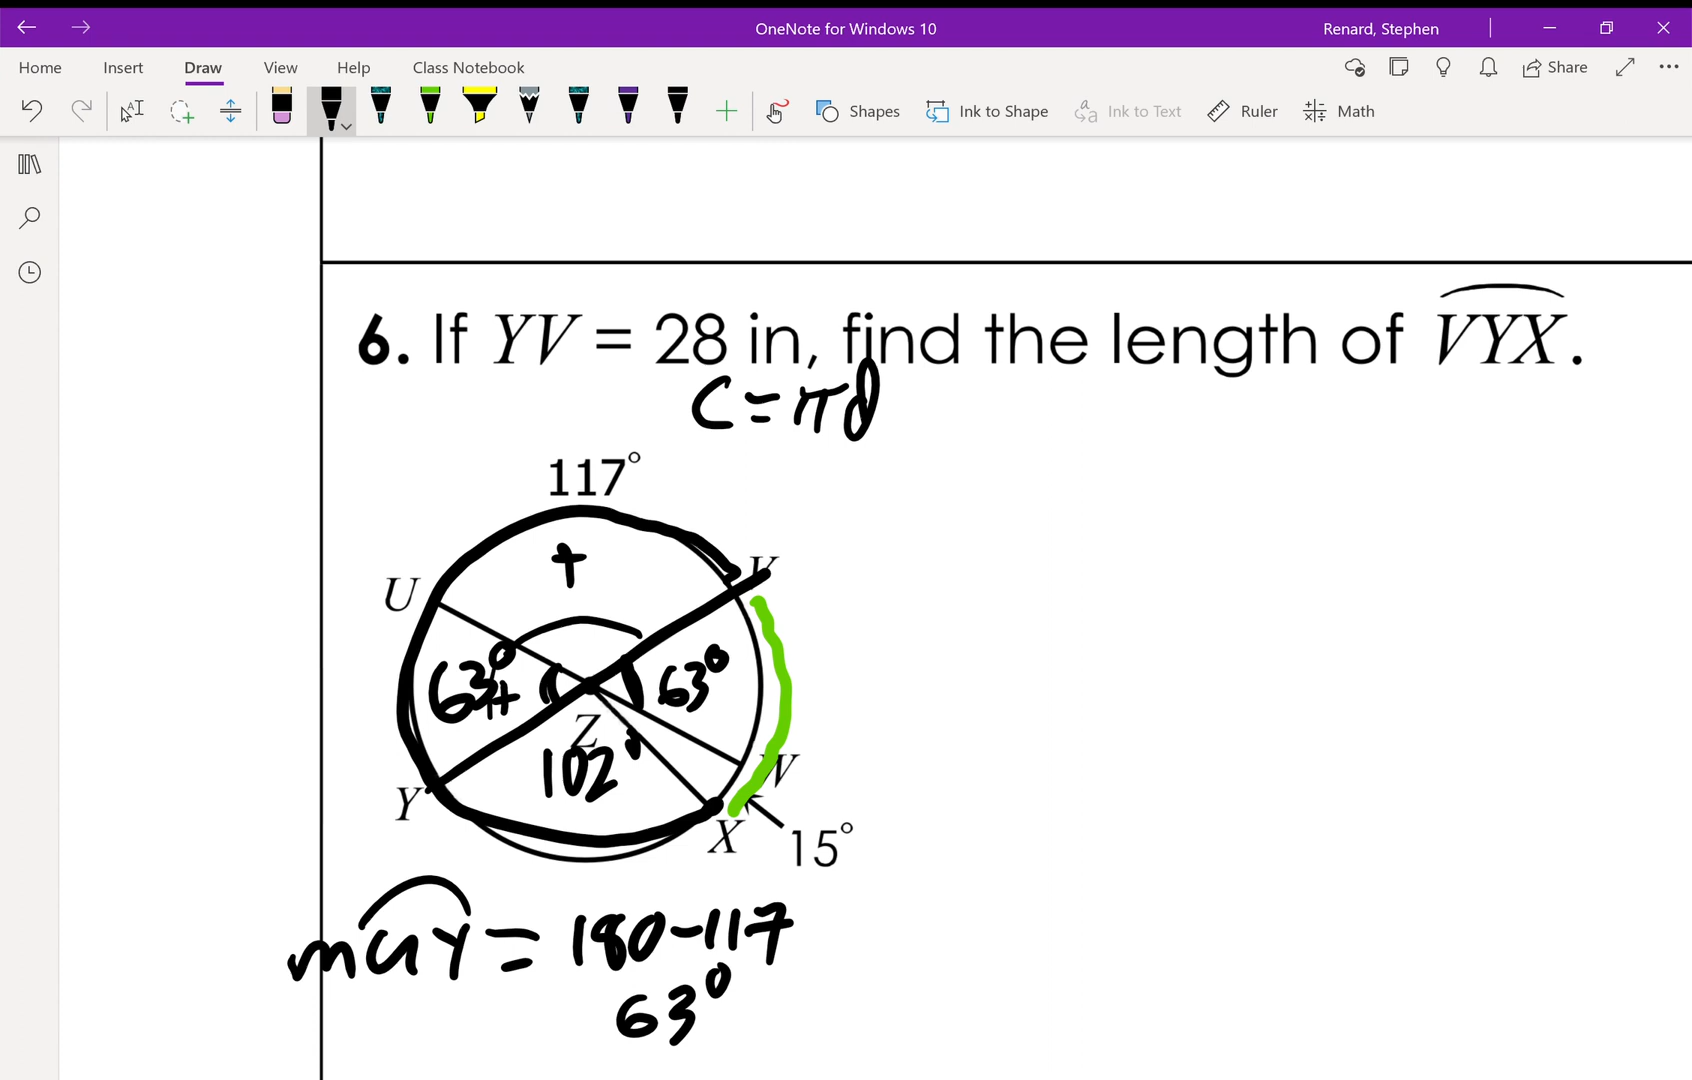 OneNote for Windows 10
Renard, Stephen
Home Insert Draw View Help Class Notebook
Share
Shapes Ink to Shape Ink to Text Ruler Math
6. If YV = 28 in, find the length of VYX.
C = πd
117°
+
U V
63° + 63°
Z
102°
W
Y X
15°
mUY = 180-117
63°